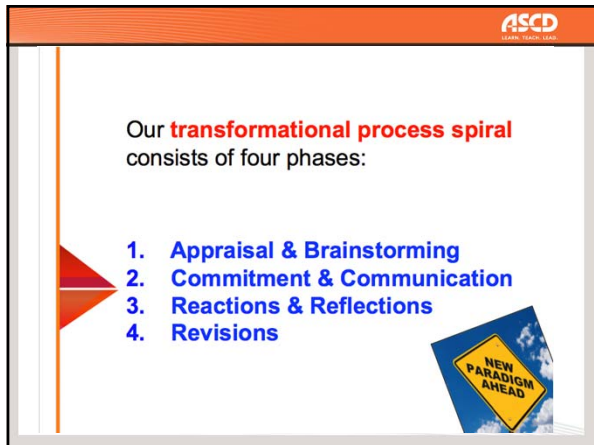 ASCD
LEARN. TEACH. LEAD.
Our transformational process spiral
consists of four phases:
1. Appraisal & Brainstorming
2. Commitment & Communication
3. Reactions & Reflections
4. Revisions
NEW
PARADIGM
AHEAD